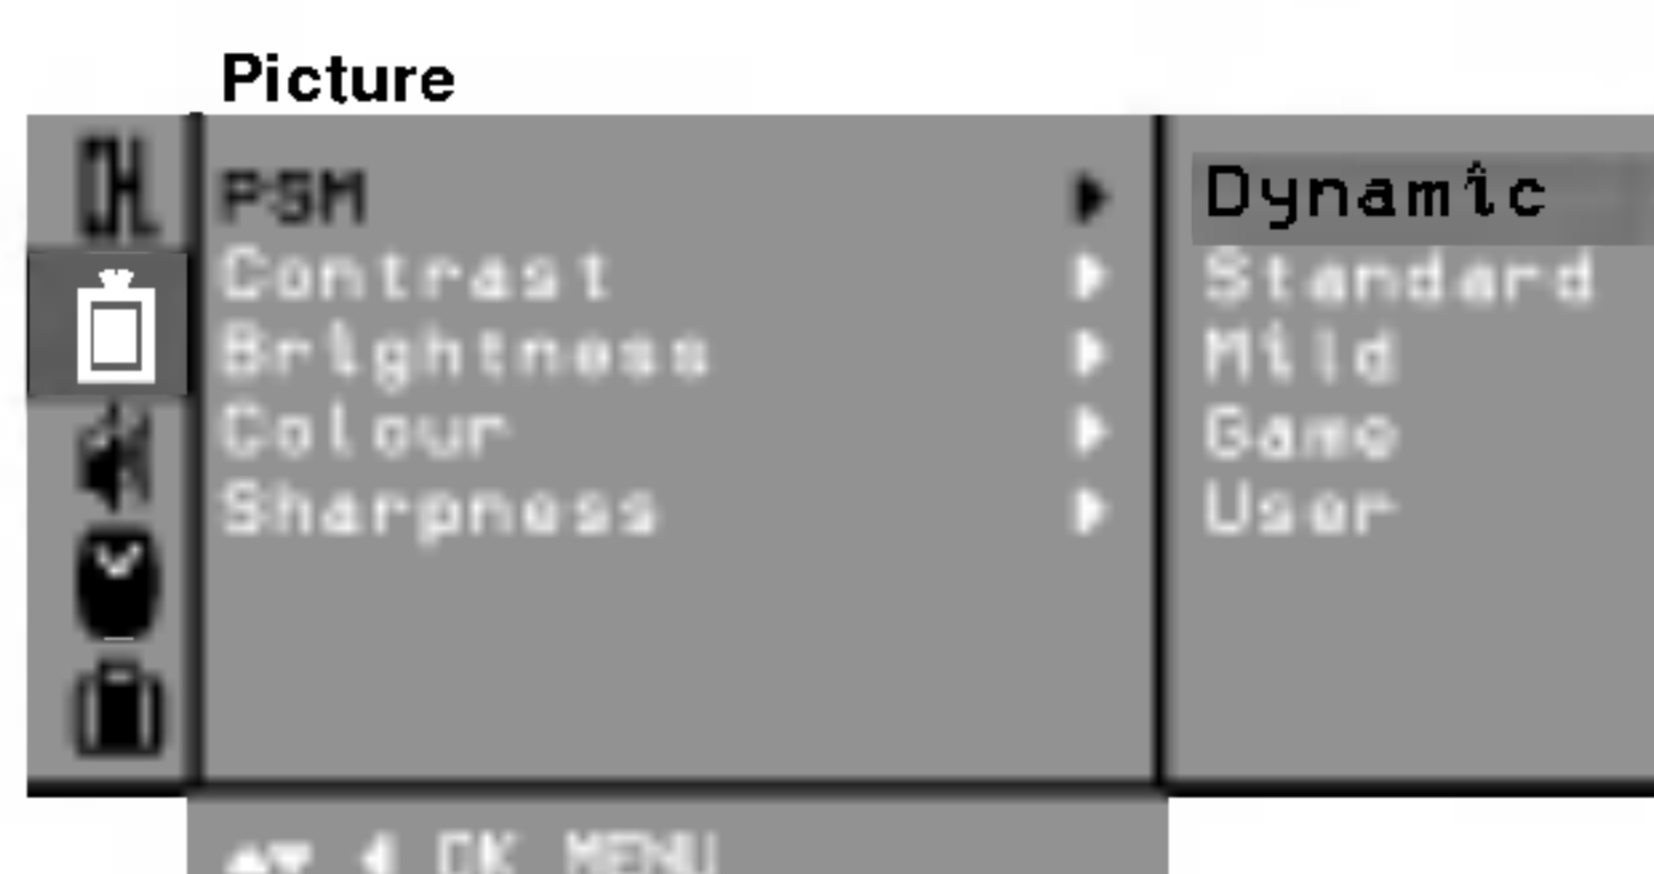 Picture
PSM
Contrast
Brightness
Colour
Sharpness
Dynamic
Standard
Mild
Game
User
OK MENU